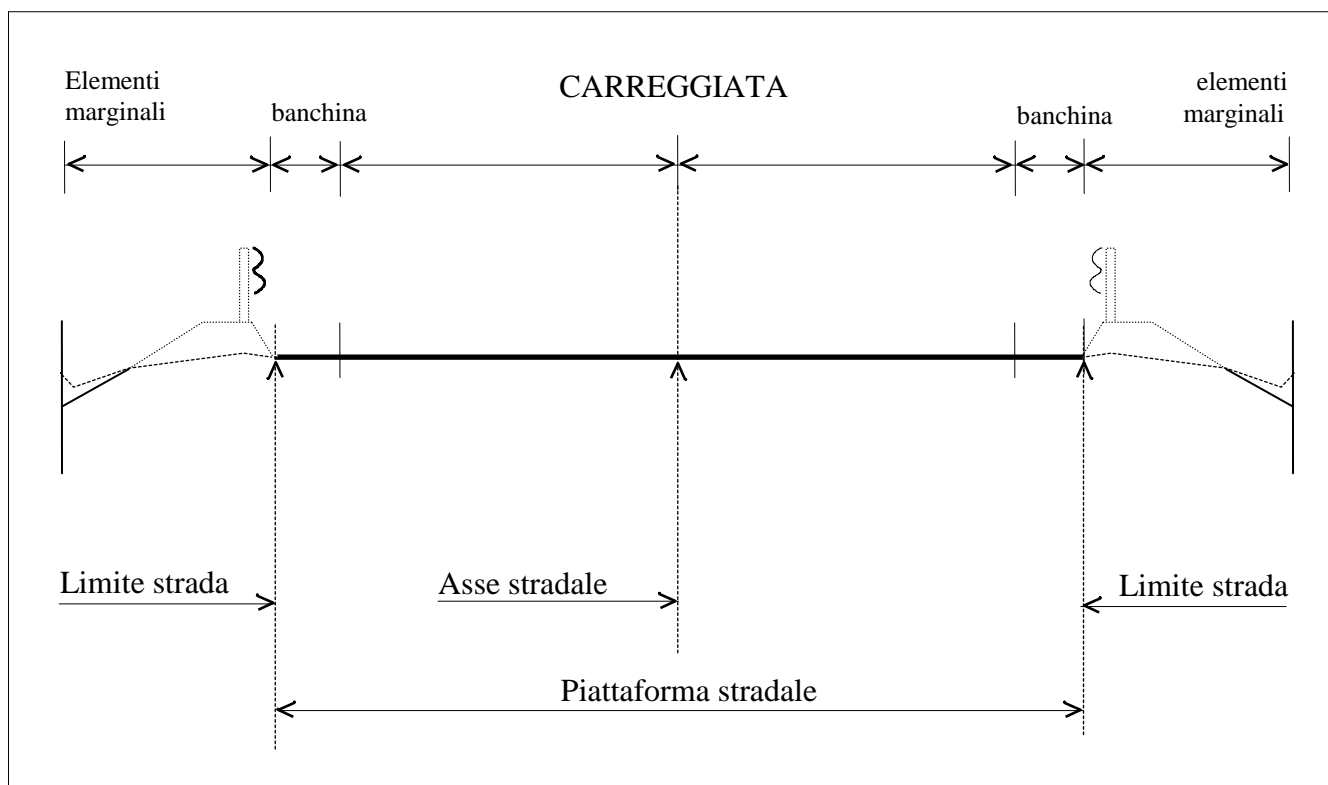 Elementi
marginali
banchina
CARREGGIATA
banchina
elementi
marginali
Limite strada
Asse stradale
Limite strada
Piattaforma stradale